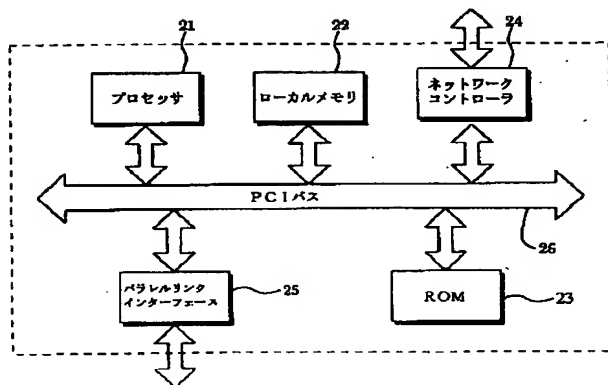 21
22
24
プロセッサ
ローカルメモリ
ネットワーク
コントローラ
PCIバス
26
パラレルリンク
インターフェース
25
ROM
23